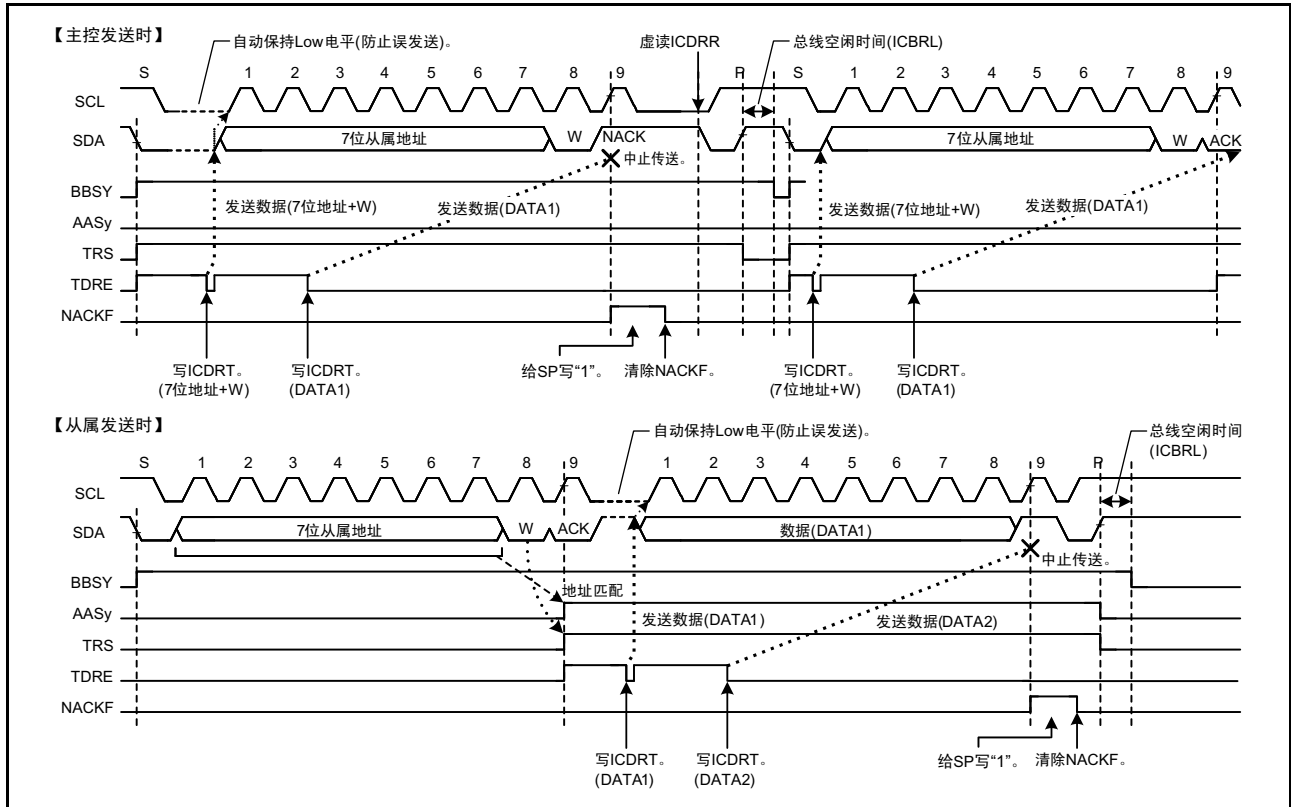 【主控发送时】
自动保持Low电平(防止误发送)。
虚读ICDRR
总线空闲时间(ICBRL)
S 1 2 3 4 5 6 7 8 9 P S 1 2 3 4 5 6 7 8 9
SCL
SDA 7位从属地址 W NACK 7位从属地址 W ACK
中止传送。
BBSY
发送数据(7位地址+W) 发送数据(DATA1) 发送数据(7位地址+W) 发送数据(DATA1)
AASy
TRS
TDRE
NACKF
写ICDRT。 写ICDRT。 给SP写“1”。 清除NACKF。 写ICDRT。 写ICDRT。
(7位地址+W) (DATA1) (7位地址+W) (DATA1)
【从属发送时】
自动保持Low电平(防止误发送)。
总线空闲时间
(ICBRL)
S 1 2 3 4 5 6 7 8 9 1 2 3 4 5 6 7 8 9 P
SCL
SDA 7位从属地址 W ACK 数据(DATA1)
中止传送。
BBSY
地址匹配
AASy
发送数据(DATA1) 发送数据(DATA2)
TRS
TDRE
NACKF
写ICDRT。 写ICDRT。 给SP写“1”。 清除NACKF。
(DATA1) (DATA2)